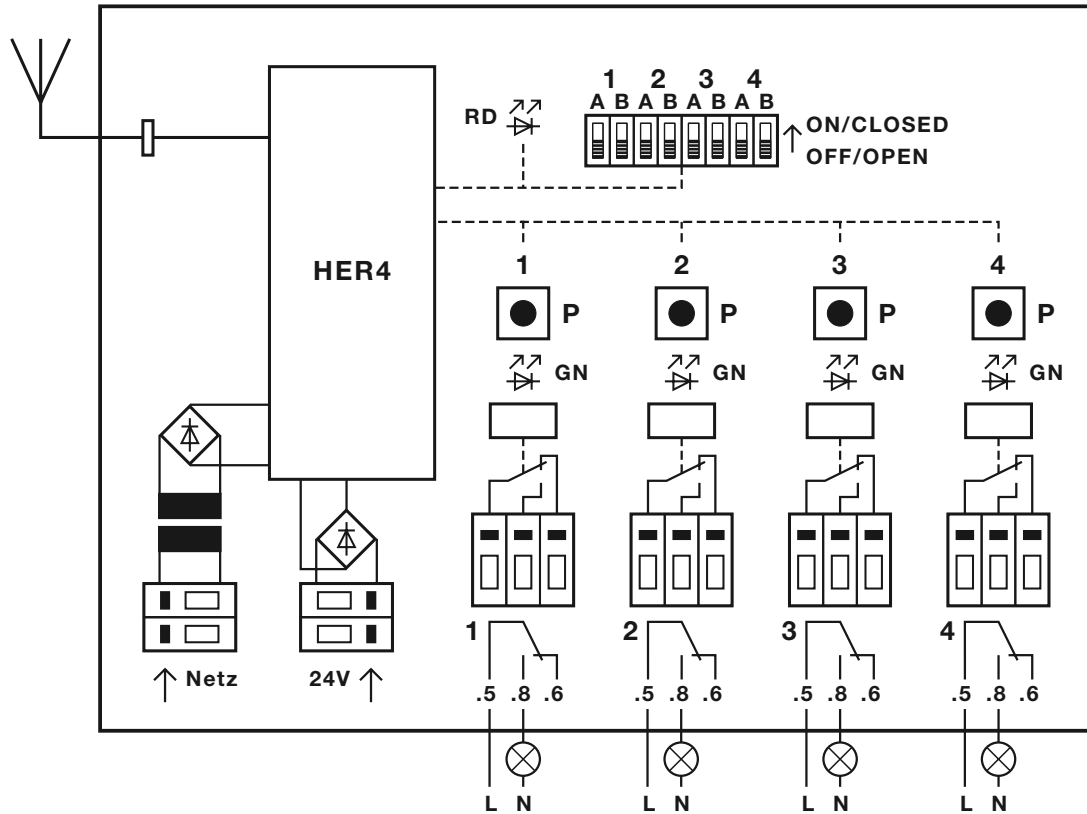 1 2 3 4
A B A B A B A B
RD
ON/CLOSED
OFF/OPEN
HER4
1 2 3 4
P P P P
GN GN GN GN
1 2 3 4
Netz 24V
.5 .8 .6 .5 .8 .6 .5 .8 .6 .5 .8 .6
L N L N L N L N